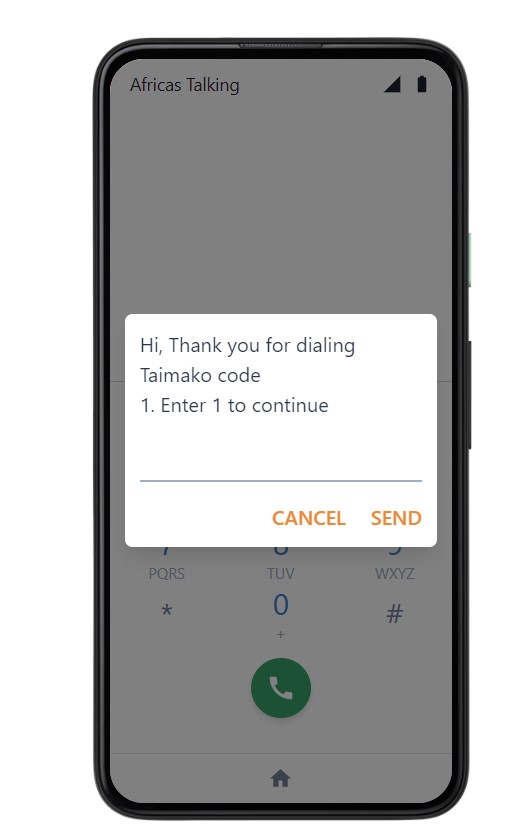 Africas Talking
Hi, Thank you for dialing
Taimako code
1. Enter 1 to continue
CANCEL SEND
PQRS TUV WXYZ
* 0 #
+